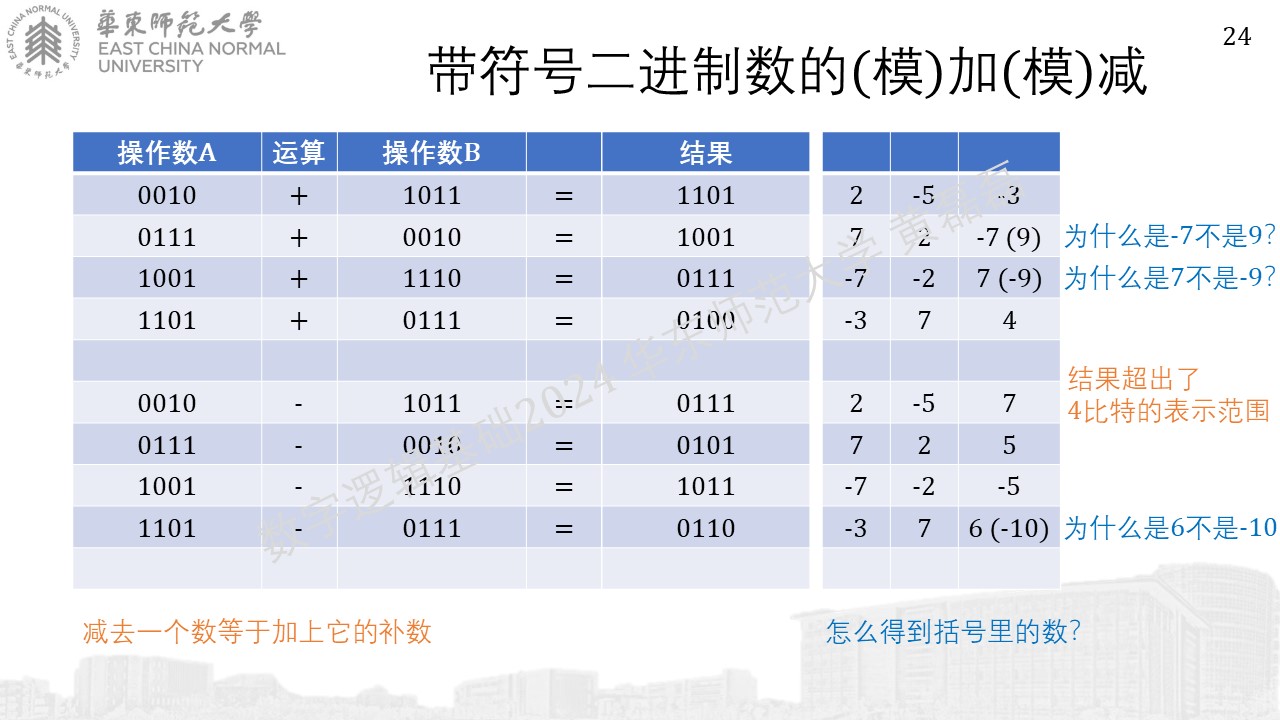 華東師範大學
EAST CHINA NORMAL
UNIVERSITY
EAST CHINA NORMAL UNIVERSITY
華東師範大學
24
带符号二进制数的(模)加(模)减
操作数A 运算 操作数B 结果
0010 + 1011 = 1101 2 -5 -3
0111 + 0010 = 1001 7 2 -7 (9) 为什么是-7不是9?
1001 + 1110 = 0111 -7 -2 7 (-9) 为什么是7不是-9?
1101 + 0111 = 0100 -3 7 4
结果超出了
4比特的表示范围
0010 - 1011 = 0111 2 -5 7
0111 - 0010 = 0101 7 2 5
1001 - 1110 = 1011 -7 -2 -5
1101 - 0111 = 0110 -3 7 6 (-10) 为什么是6不是-10
减去一个数等于加上它的补数
怎么得到括号里的数?
数字逻辑基础2024 华东师范大学 黄磊磊